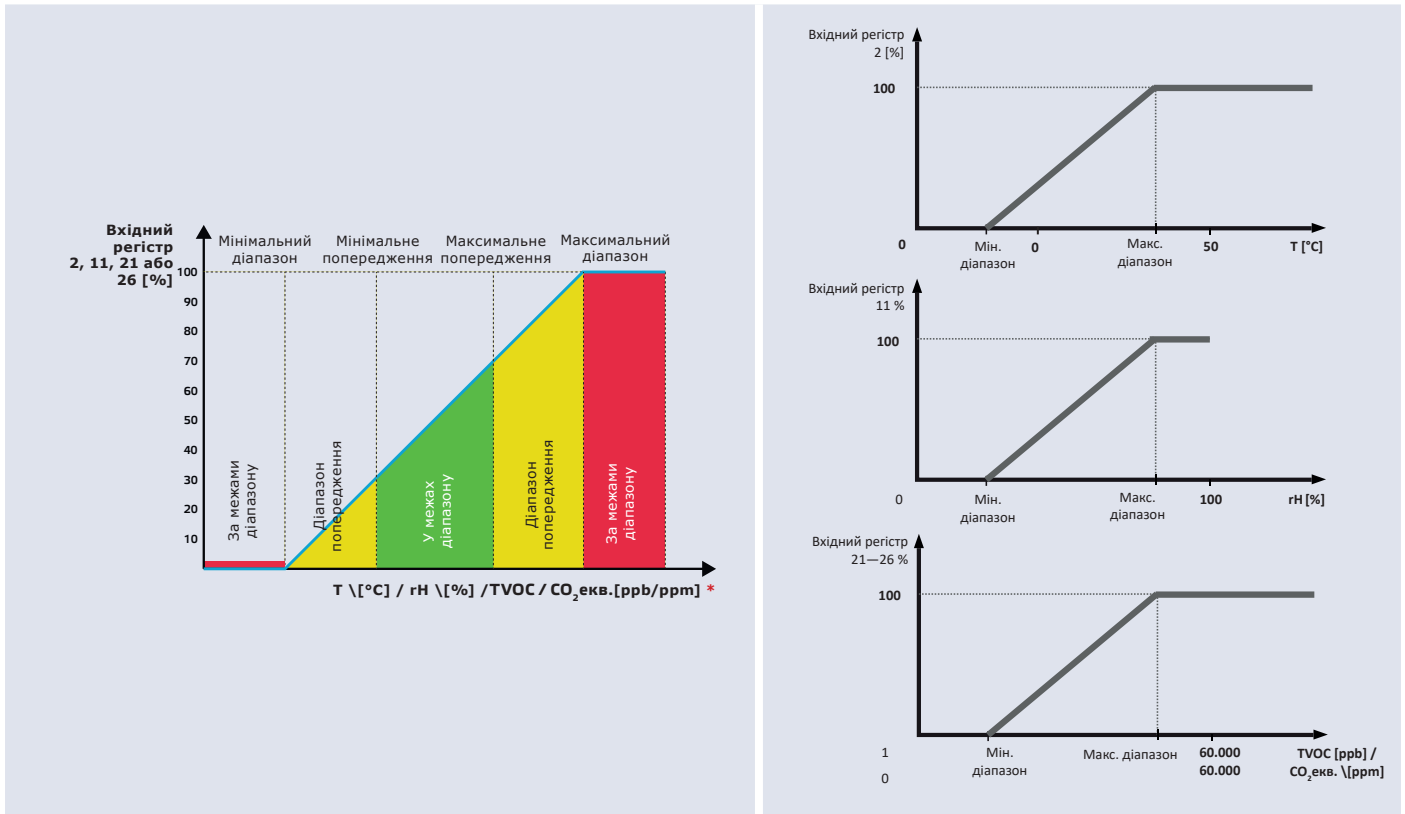 Вхідний
регістр
2, 11, 21 або
26 [%]
Мінімальний
діапазон
Мінімальне
попередження
Максимальне
попередження
Максимальний
діапазон
100
90
80
70
60
50
40
30
20
10
За межами
діапазону
Діапазон
попередження
У межах
діапазону
Діапазон
попередження
За межами
діапазону
T \[°C] / rH \[%] /TVOC / CO2екв.[ppb/ppm] *
Вхідний регістр
2 [%]
100
0
Мін.
діапазон
0
Макс.
діапазон
50
T [°C]
Вхідний регістр
11 %
100
0
Мін.
діапазон
Макс.
діапазон
100
rH [%]
Вхідний регістр
21—26 %
100
1
0
Мін.
діапазон
Макс. діапазон
60.000
60.000
TVOC [ppb] /
CO2екв. \[ppm]